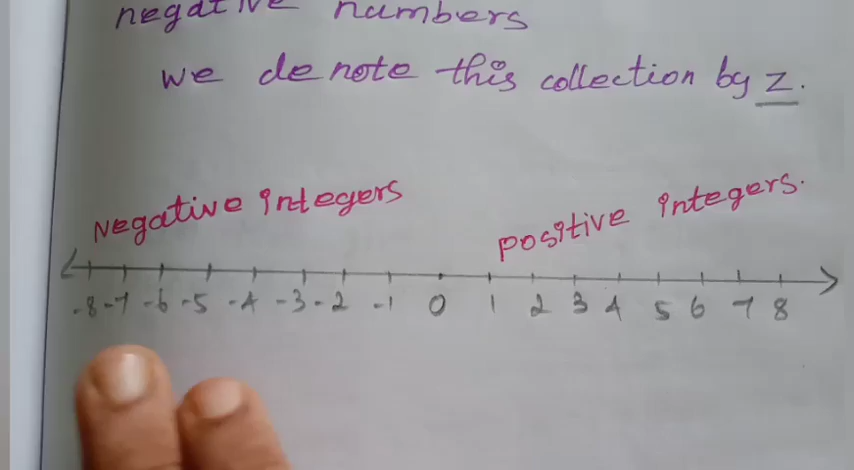 negative numbers
we denote this collection by z.
Negative integers
positive integers.
-8 -7 -6 -5 -4 -3 -2 -1 0 1 2 3 4 5 6 7 8